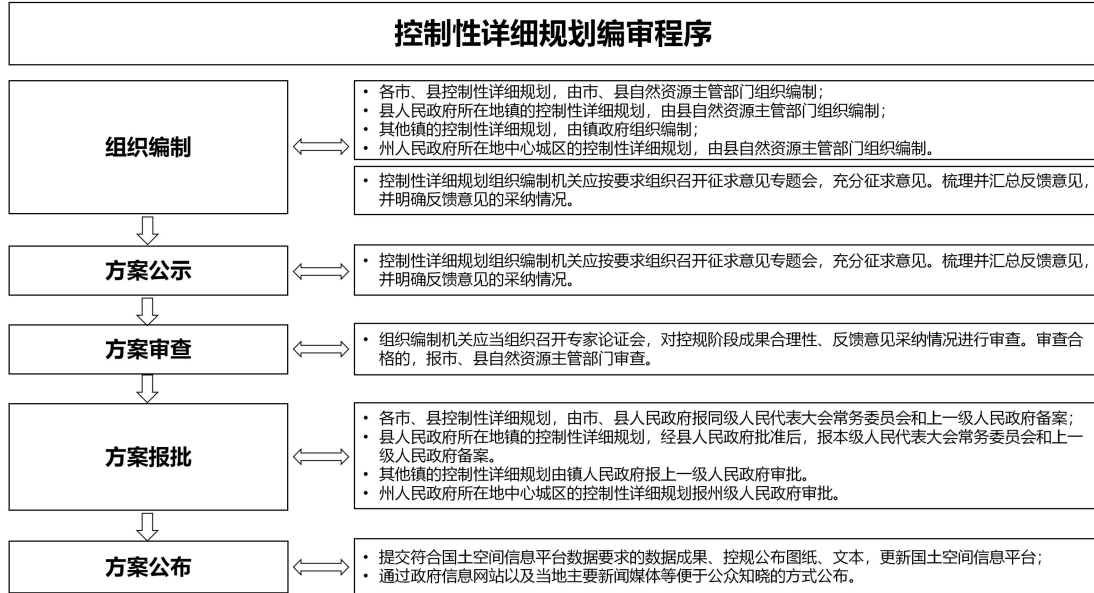 控制性详细规划编审程序
组织编制
• 各市、县控制性详细规划，由市、县自然资源主管部门组织编制；
• 县人民政府所在地镇的控制性详细规划，由县自然资源主管部门组织编制；
• 其他镇的控制性详细规划，由镇政府组织编制；
• 州人民政府所在地中心城区的控制性详细规划，由县自然资源主管部门组织编制。
• 控制性详细规划组织编制机关应按要求组织召开征求意见专题会，充分征求意见。梳理并汇总反馈意见，
并明确反馈意见的采纳情况。
方案公示
• 控制性详细规划组织编制机关应按要求组织召开征求意见专题会，充分征求意见。梳理并汇总反馈意见，
并明确反馈意见的采纳情况。
方案审查
• 组织编制机关应当组织召开专家论证会，对控规阶段成果合理性、反馈意见采纳情况进行审查。审查合
格的，报市、县自然资源主管部门审查。
方案报批
• 各市、县控制性详细规划，由市、县人民政府报同级人民代表大会常务委员会和上一级人民政府备案；
• 县人民政府所在地镇的控制性详细规划，经县人民政府批准后，报本级人民代表大会常务委员会和上一
级人民政府备案。
• 其他镇的控制性详细规划由镇人民政府报上一级人民政府审批。
• 州人民政府所在地中心城区的控制性详细规划报州级人民政府审批。
方案公布
• 提交符合国土空间信息平台数据要求的数据成果、控规公布图纸、文本，更新国土空间信息平台；
• 通过政府信息网站以及当地主要新闻媒体等便于公众知晓的方式公布。